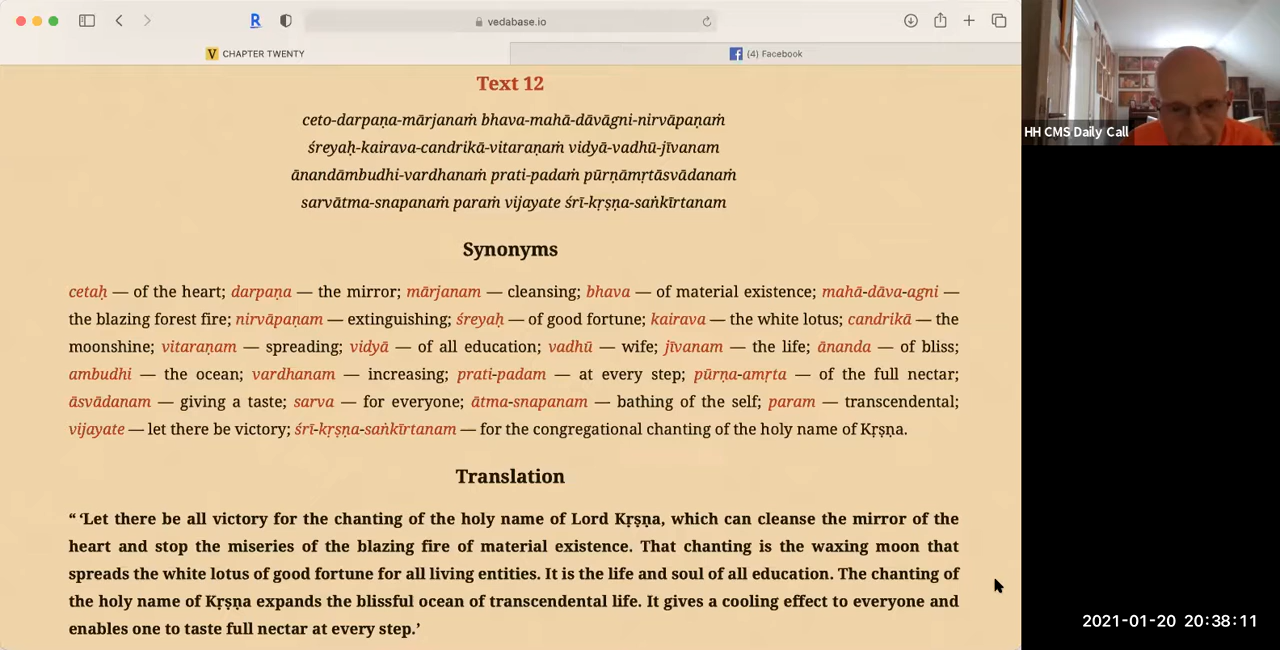 vedabase.io
CHAPTER TWENTY
(4) Facebook
Text 12
ceto-darpaṇa-mārjanaṁ bhava-mahā-dāvāgni-nirvāpaṇaṁ
śreyaḥ-kairava-candrikā-vitaraṇaṁ vidyā-vadhū-jīvanam
ānandāmbudhi-vardhanaṁ prati-padaṁ pūrṇāmṛtāsvādanaṁ
sarvātma-snapanaṁ paraṁ vijayate śrī-kṛṣṇa-saṅkīrtanam
Synonyms
cetaḥ — of the heart; darpaṇa — the mirror; mārjanam — cleansing; bhava — of material existence; mahā-dāva-agni —
the blazing forest fire; nirvāpaṇam — extinguishing; śreyaḥ — of good fortune; kairava — the white lotus; candrikā — the
moonshine; vitaraṇam — spreading; vidyā — of all education; vadhū — wife; jīvanam — the life; ānanda — of bliss;
ambudhi — the ocean; vardhanam — increasing; prati-padam — at every step; pūrṇa-amṛta — of the full nectar;
āsvādanam — giving a taste; sarva — for everyone; ātma-snapanam — bathing of the self; param — transcendental;
vijayate — let there be victory; śrī-kṛṣṇa-saṅkīrtanam — for the congregational chanting of the holy name of Kṛṣṇa.
Translation
“ ‘Let there be all victory for the chanting of the holy name of Lord Kṛṣṇa, which can cleanse the mirror of the
heart and stop the miseries of the blazing fire of material existence. That chanting is the waxing moon that
spreads the white lotus of good fortune for all living entities. It is the life and soul of all education. The chanting of
the holy name of Kṛṣṇa expands the blissful ocean of transcendental life. It gives a cooling effect to everyone and
enables one to taste full nectar at every step.’
HH CMS Daily Call
2021-01-20 20:38:11